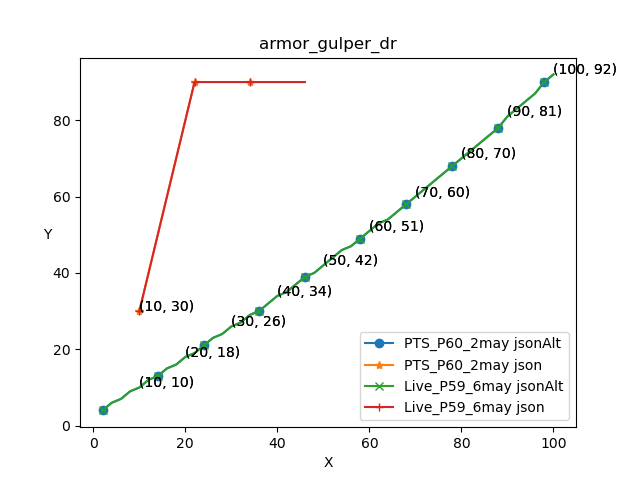 armor_gulper_dr
(100, 92)
(90, 81)
(80, 70)
(70, 60)
(60, 51)
(50, 42)
(40, 34)
(10, 30)
(30, 26)
(20, 18)
(10, 10)
Y
80
60
40
20
0
0 20 40 60 80 100
X
PTS_P60_2may jsonAlt
PTS_P60_2may json
Live_P59_6may jsonAlt
Live_P59_6may json